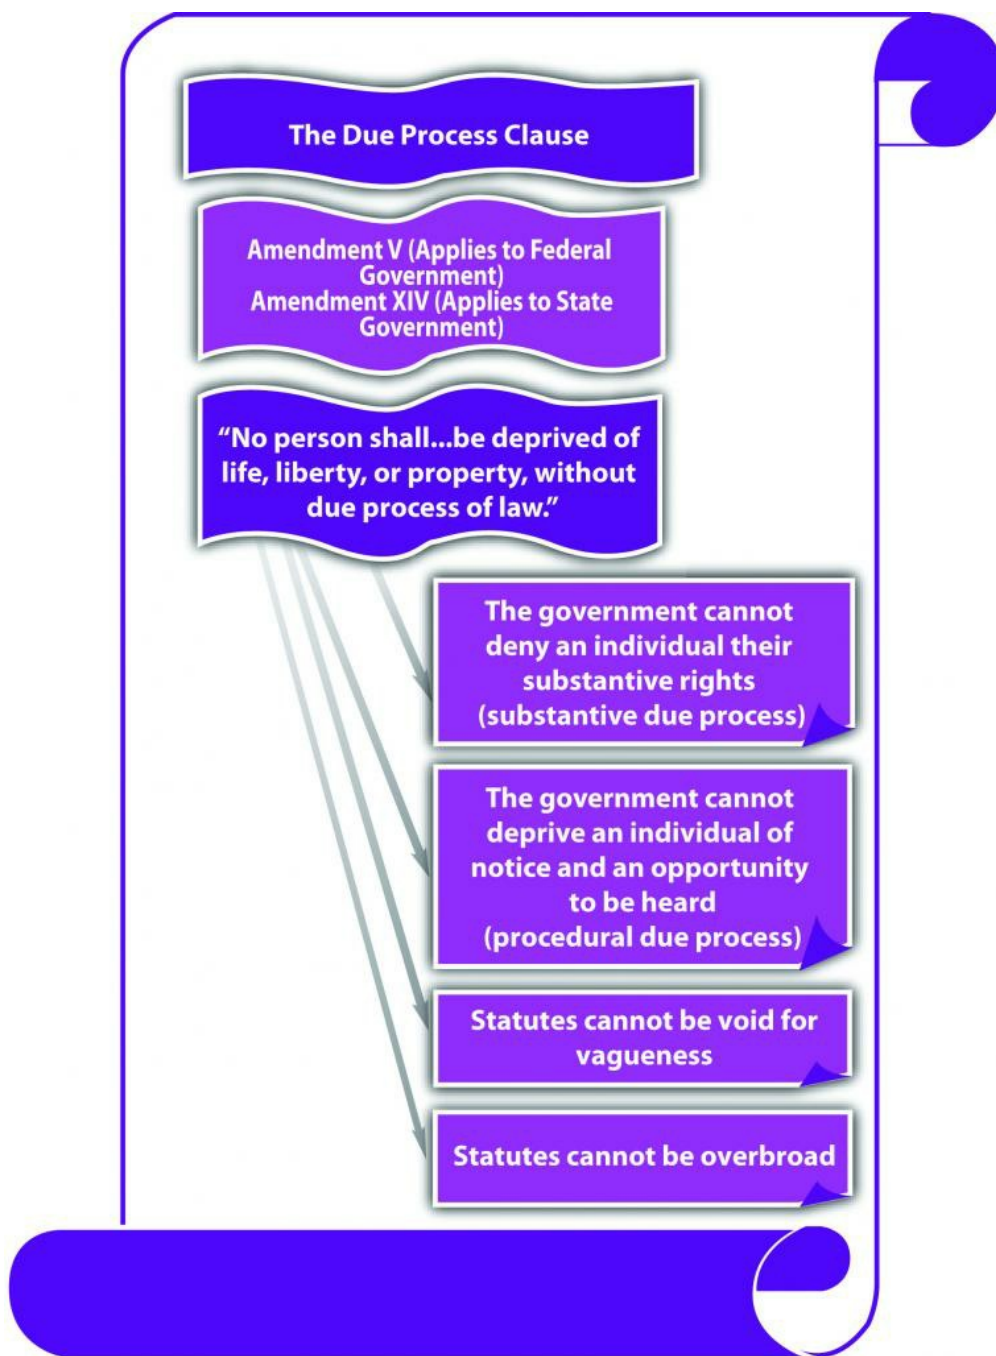 The Due Process Clause
Amendment V (Applies to Federal
Government)
Amendment XIV (Applies to State
Government)
“No person shall...be deprived of
life, liberty, or property, without
due process of law.”
The government cannot
deny an individual their
substantive rights
(substantive due process)
The government cannot
deprive an individual of
notice and an opportunity
to be heard
(procedural due process)
Statutes cannot be void for
vagueness
Statutes cannot be overbroad